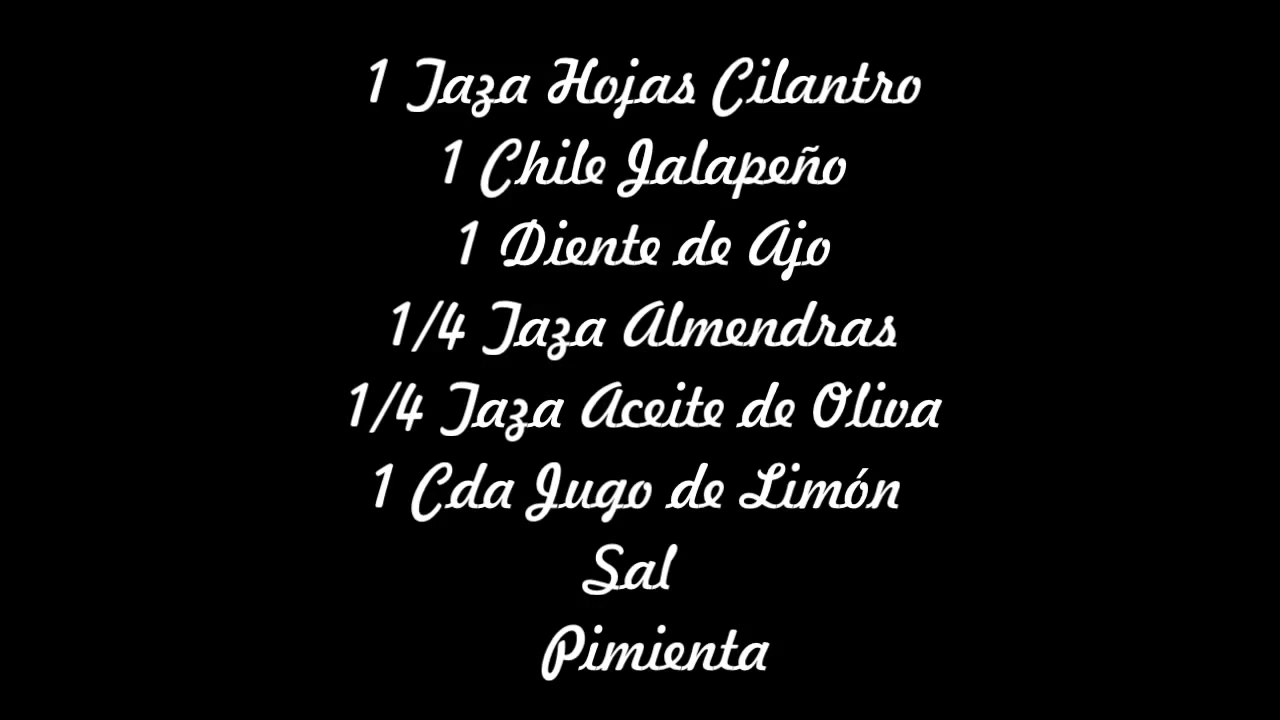 1 Taza Hojas Cilantro
1 Chile Jalapeño
1 Diente de Ajo
1/4 Taza Almendras
1/4 Taza Aceite de Oliva
1 Cda Jugo de Limón
Sal
Pimienta